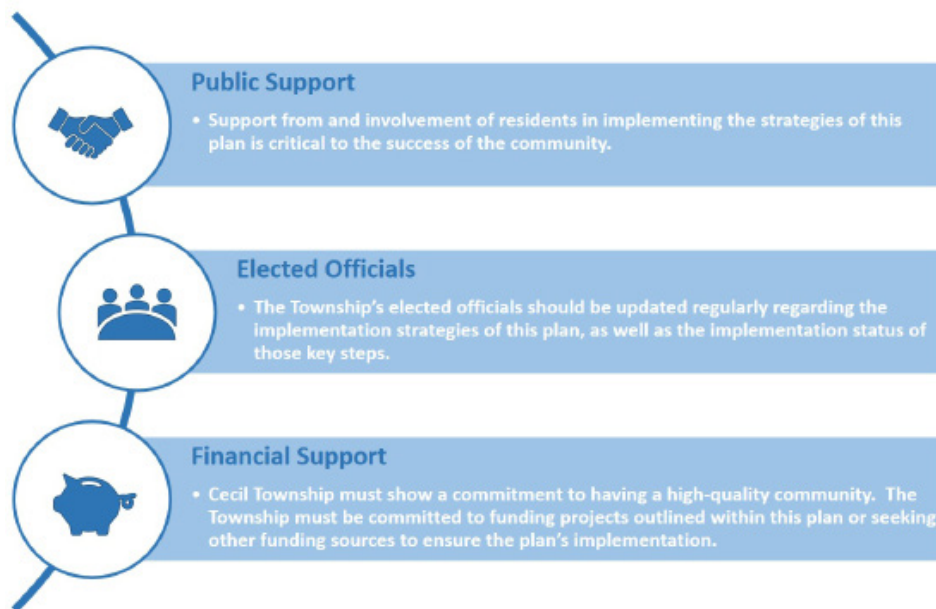 Public Support
• Support from and involvement of residents in implementing the strategies of this
plan is critical to the success of the community.
Elected Officials
• The Township's elected officials should be updated regularly regarding the
implementation strategies of this plan, as well as the implementation status of
those key steps.
Financial Support
• Cecil Township must show a commitment to having a high-quality community.  The
Township must be committed to funding projects outlined within this plan or seeking
other funding sources to ensure the plan's implementation.